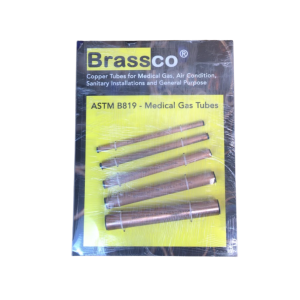 Brassco®
Copper Tubes for Medical Gas, Air Condition,
Sanitary Installations and General Purpose
ASTM B819 - Medical Gas Tubes